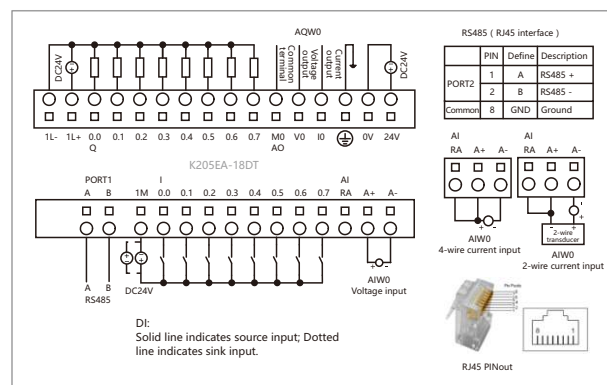 AQW0
DC24V
Common terminal
Voltage output
Current output
DC24V
1L- 1L+ 0.0 0.1 0.2 0.3 0.4 0.5 0.6 0.7 M0 V0 I0 0V 24V
Q AO
K205EA-18DT
PORT1 I AI
A B 1M 0.0 0.1 0.2 0.3 0.4 0.5 0.6 0.7 RA A+ A-
A B
RS485 DC24V
AIW0
Voltage input
DI:
Solid line indicates source input; Dotted
line indicates sink input.
RS485 ( RJ45 interface )
PIN Define Description
PORT2 1 A RS485 +
2 B RS485 -
Common 8 GND Ground
AI AI
RA A+ A- RA A+ A-
AIW0
4-wire current input
2-wire
transducer
AIW0
2-wire current input
8 1
RJ45 PINout